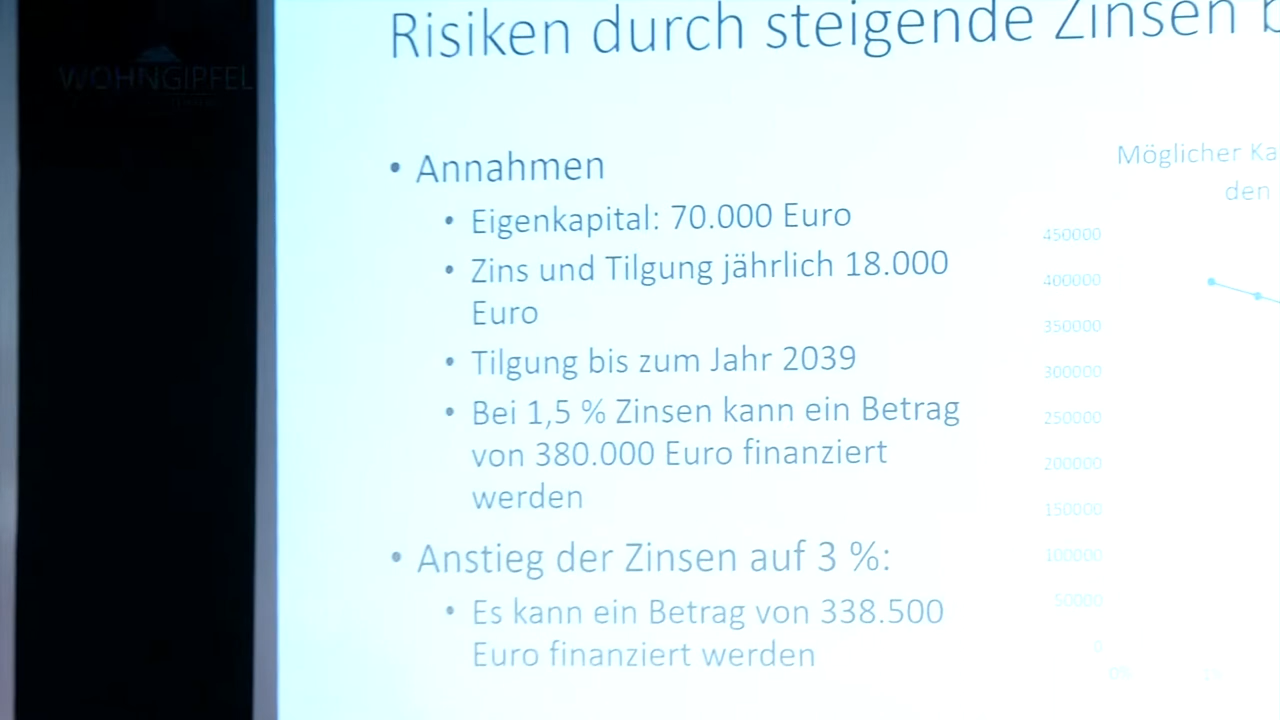 WOHNGIPFEL
Risiken durch steigende Zinsen
• Annahmen
• Eigenkapital: 70.000 Euro
• Zins und Tilgung jährlich 18.000
Euro
• Tilgung bis zum Jahr 2039
• Bei 1,5 % Zinsen kann ein Betrag
von 380.000 Euro finanziert
werden
• Anstieg der Zinsen auf 3 %:
• Es kann ein Betrag von 338.500
Euro finanziert werden
Möglicher Ka
den
450000
400000
350000
300000
250000
200000
150000
100000
50000
0
0%
1%